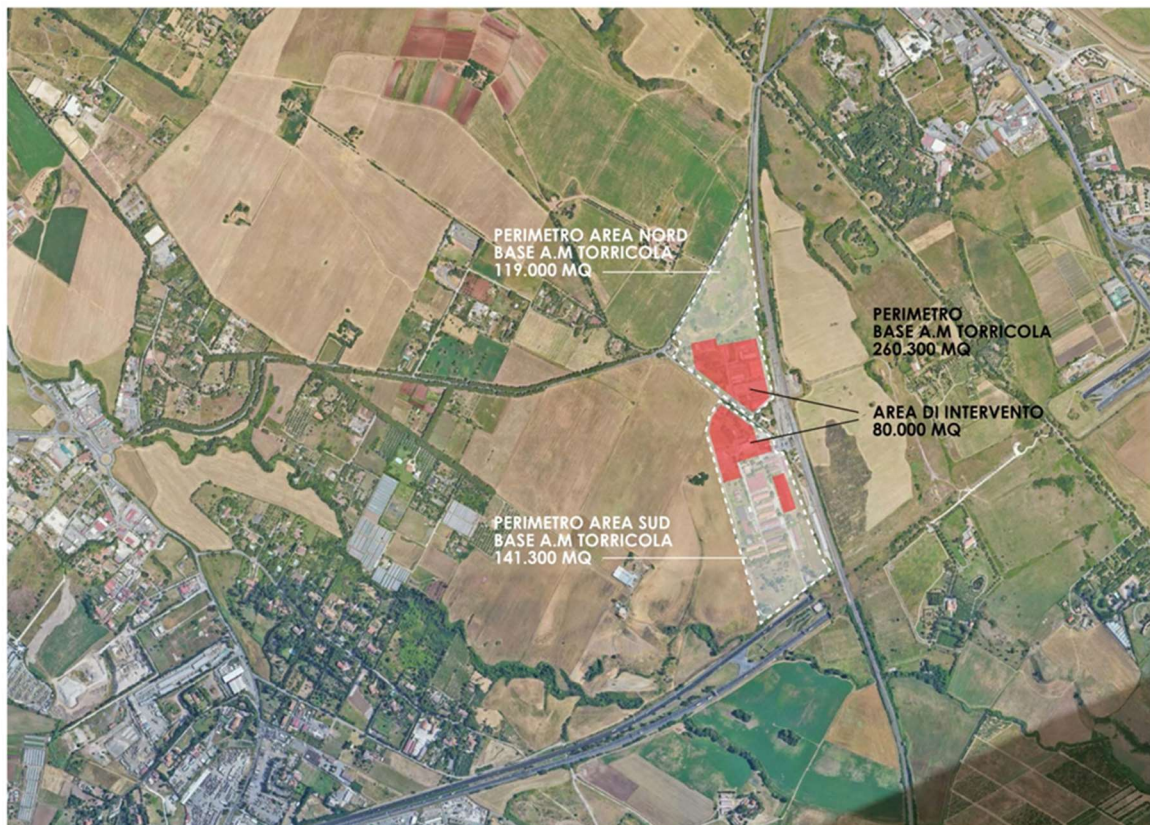 PERIMETRO AREA NORD
BASE A.M TORRICOLA
119.000 MQ
PERIMETRO
BASE A.M TORRICOLA
260.300 MQ
AREA DI INTERVENTO
80.000 MQ
PERIMETRO AREA SUD
BASE A.M TORRICOLA
141.300 MQ